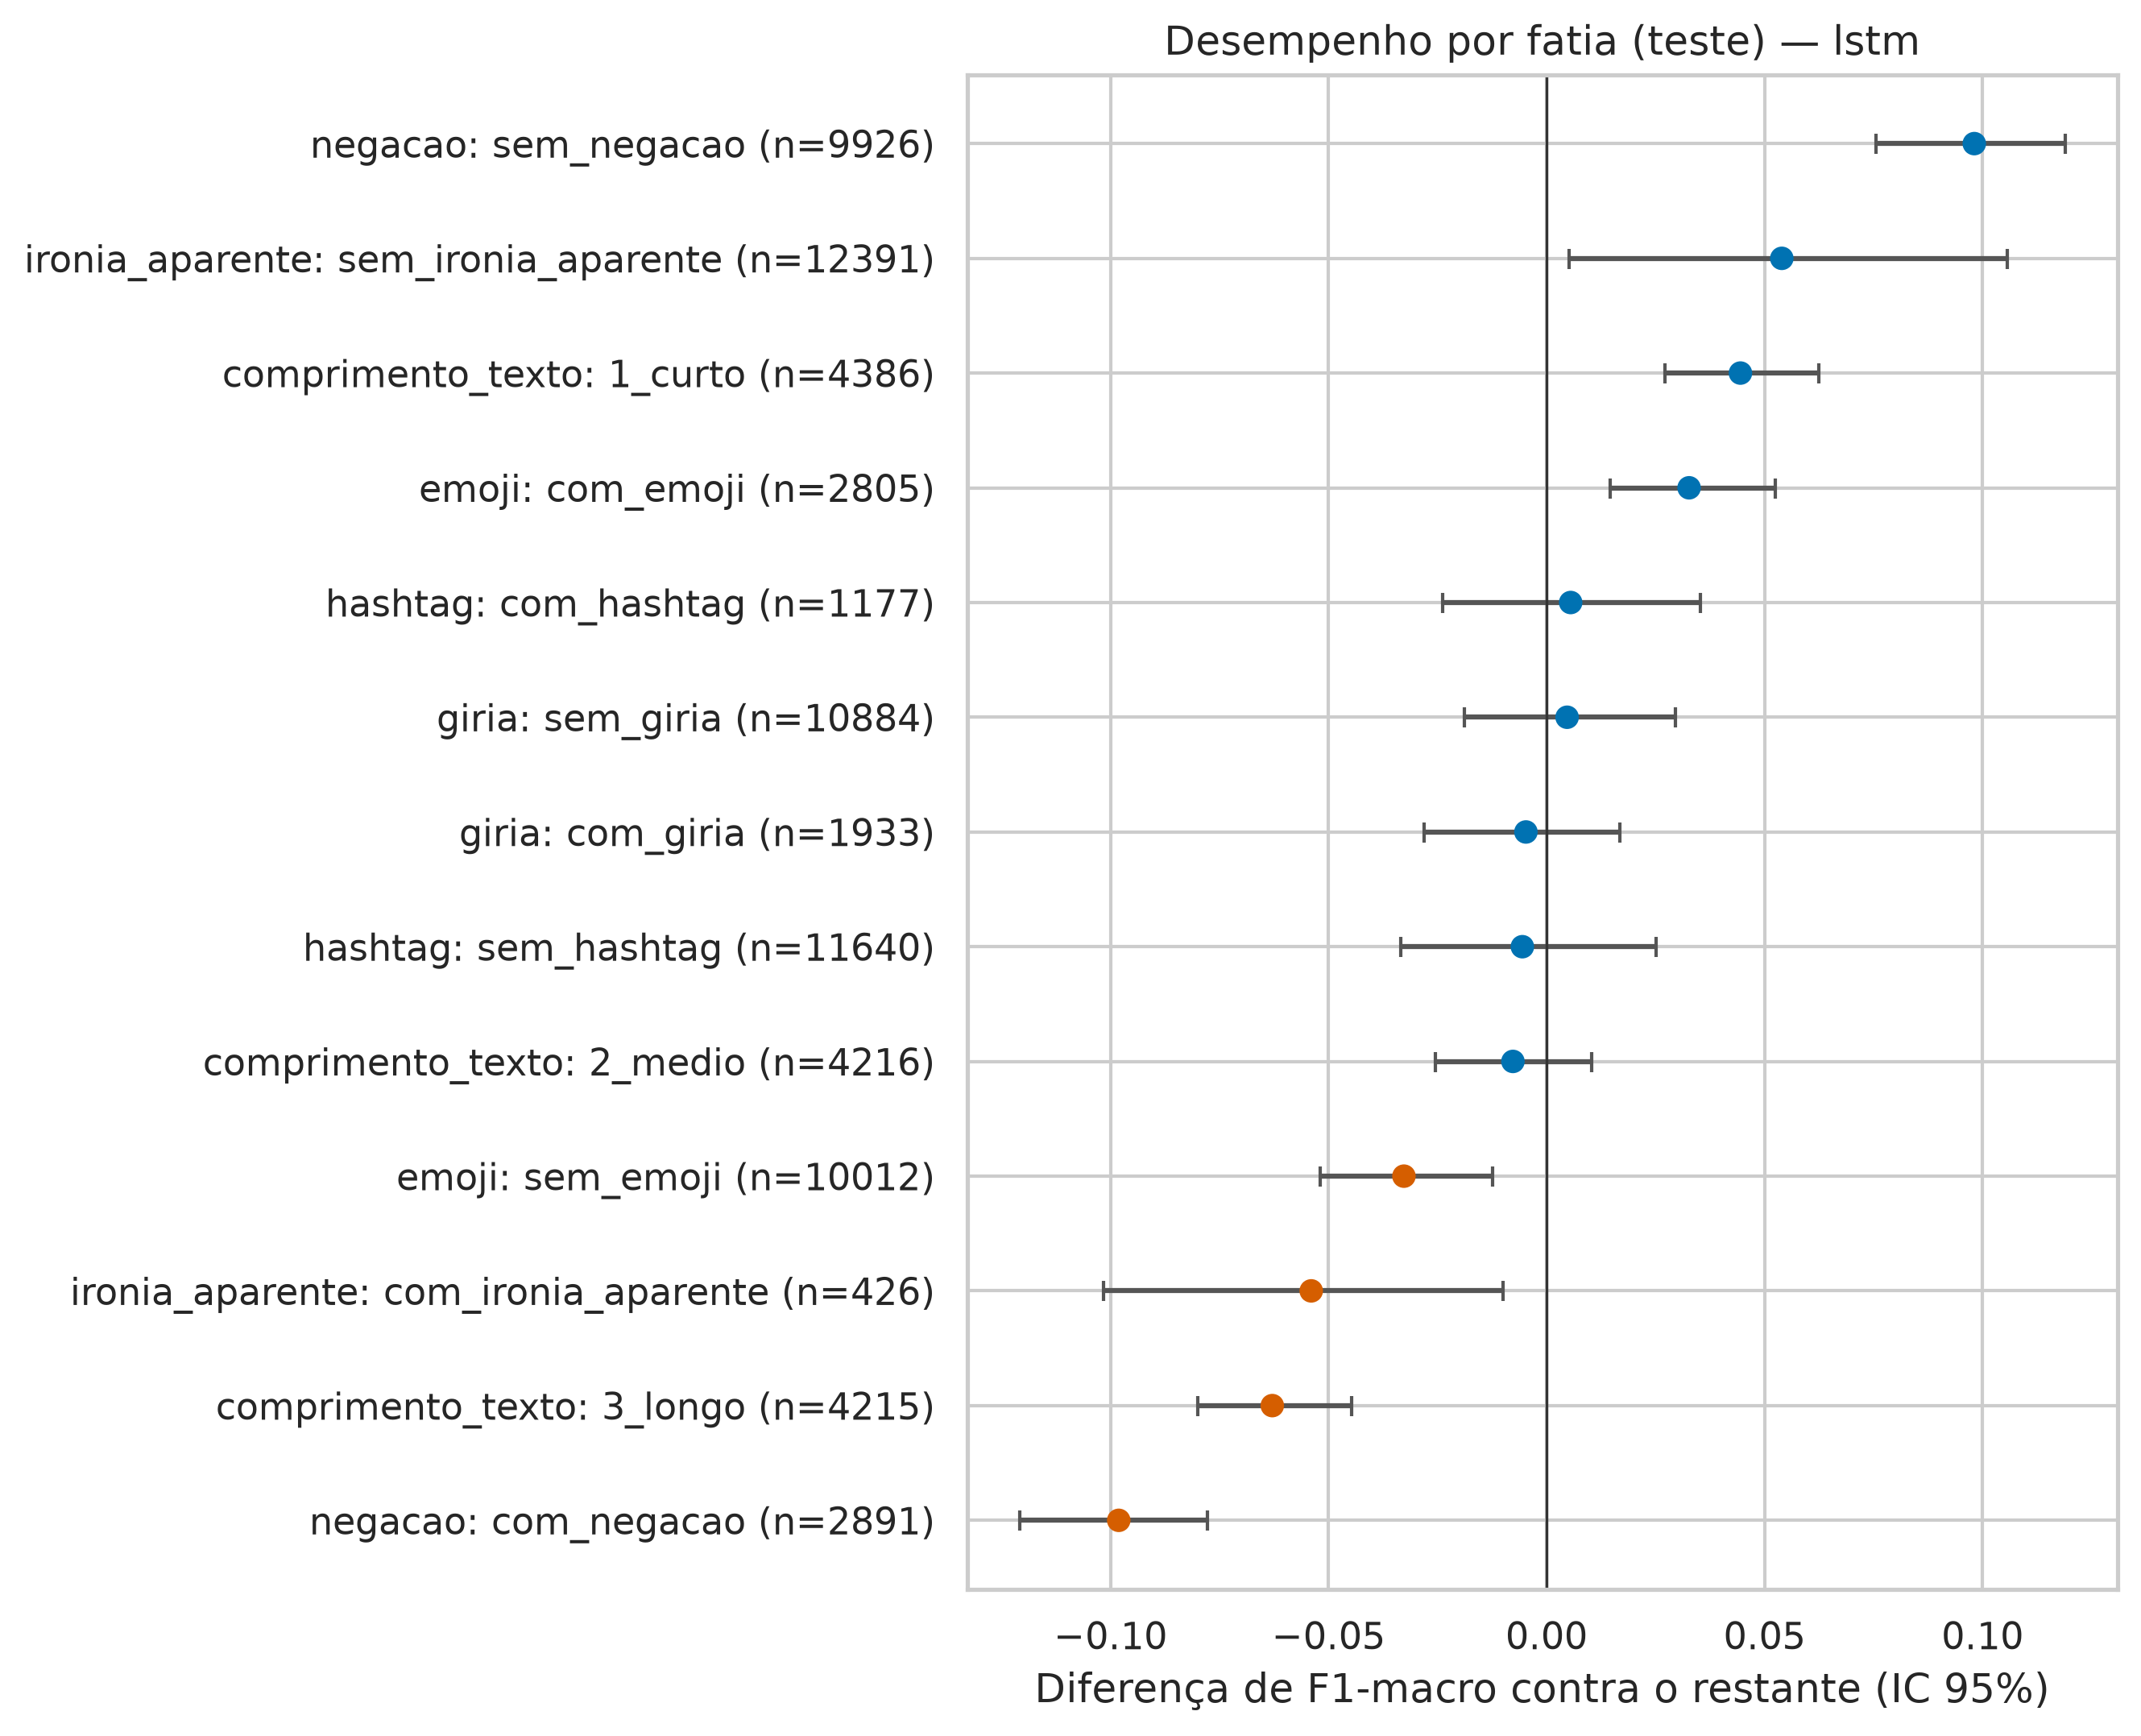 Desempenho por fatia (teste) — lstm
negacao: sem_negacao (n=9926)
ironia_aparente: sem_ironia_aparente (n=12391)
comprimento_texto: 1_curto (n=4386)
emoji: com_emoji (n=2805)
hashtag: com_hashtag (n=1177)
giria: sem_giria (n=10884)
giria: com_giria (n=1933)
hashtag: sem_hashtag (n=11640)
comprimento_texto: 2_medio (n=4216)
emoji: sem_emoji (n=10012)
ironia_aparente: com_ironia_aparente (n=426)
comprimento_texto: 3_longo (n=4215)
negacao: com_negacao (n=2891)
−0.10 −0.05 0.00 0.05 0.10
Diferença de F1-macro contra o restante (IC 95%)